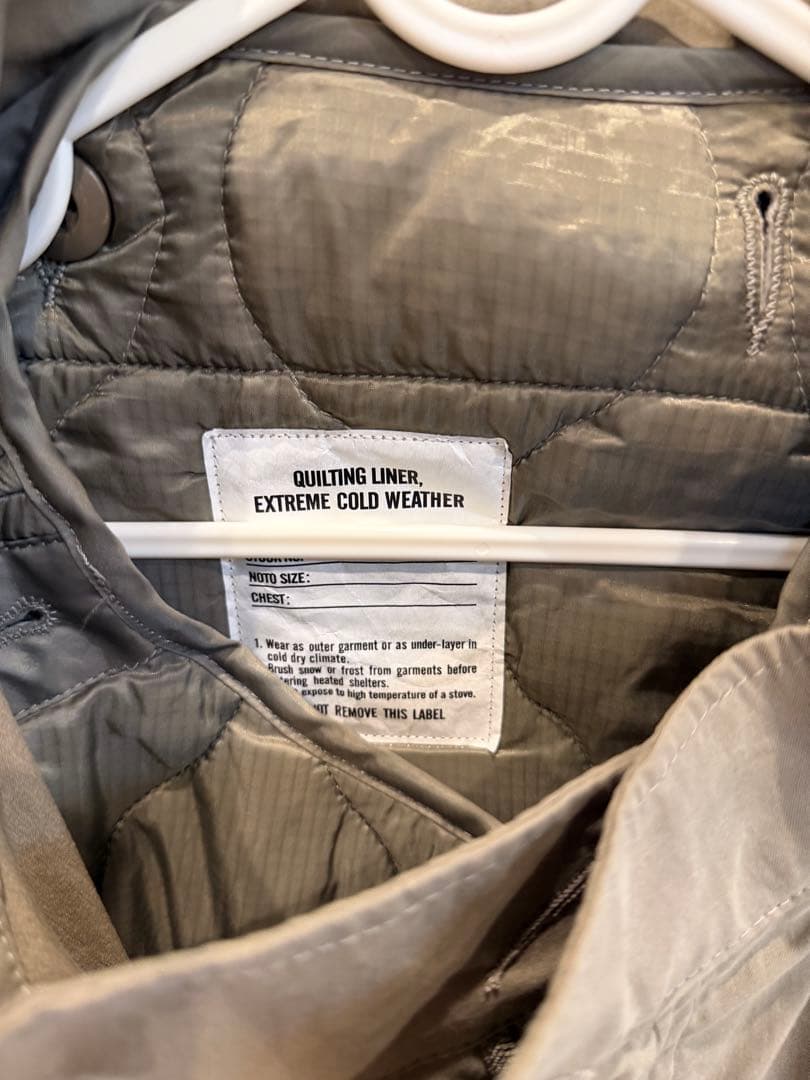 QUILTING LINER,
EXTREME COLD WEATHER
STOCK NO.
NOTO SIZE:
CHEST:
1. Wear as outer garment or as under-layer in
cold dry climate.
Brush snow or frost from garments before
heated shelters.
expose to high temperature of a stove.
REMOVE THIS LABEL